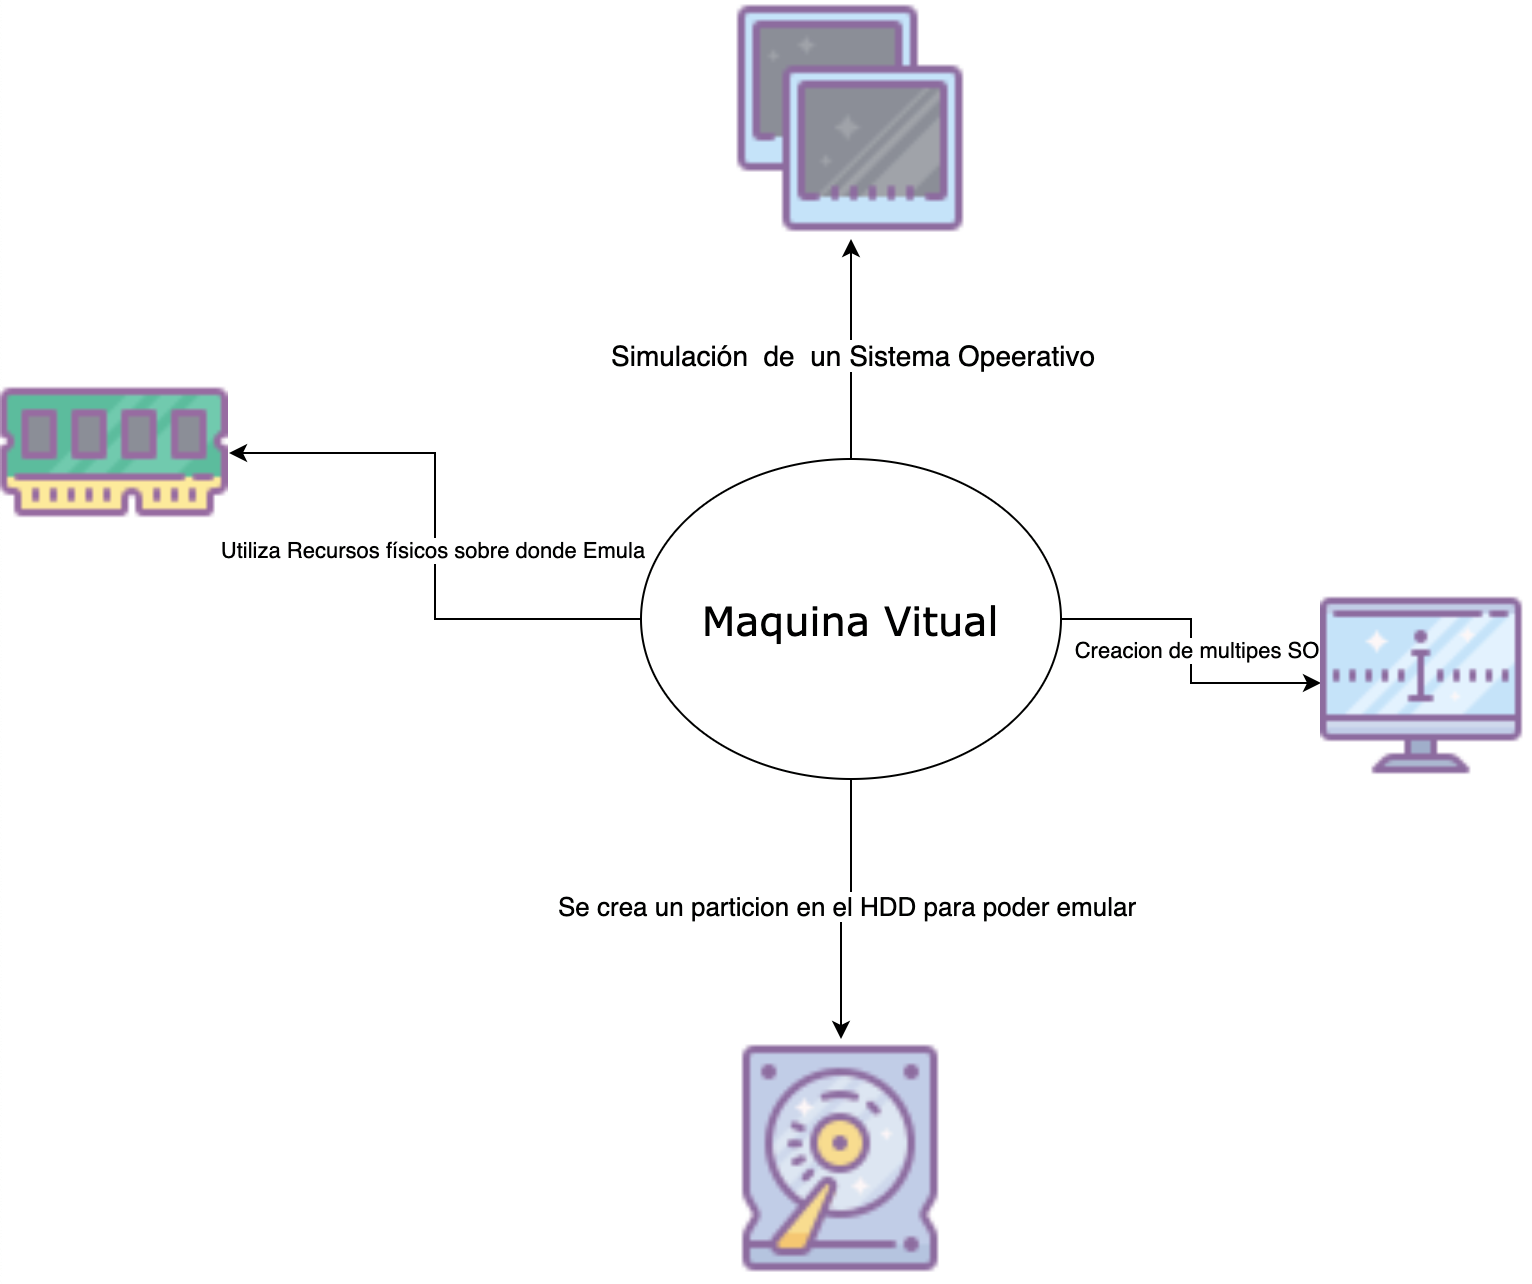 Simulación  de  un Sistema Opeerativo
Utiliza Recursos físicos sobre donde Emula
Maquina Vitual
Creacion de multipes SO
Se crea un particion en el HDD para poder emular